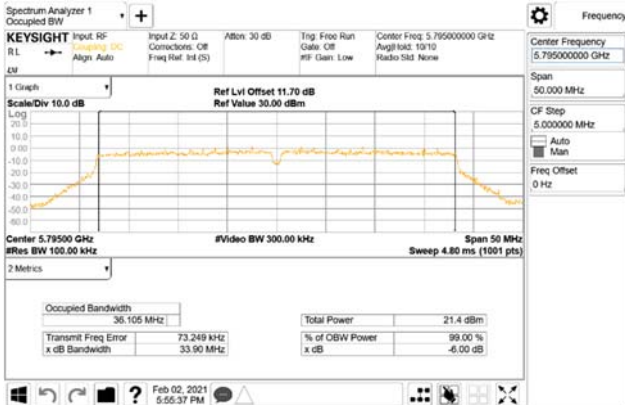 Spectrum Analyzer 1
Occupied BW
Frequency
KEYSIGHT
Input: RF
Coupling: DC
Align: Auto
Input Z: 50 Ω
Corrections: Off
Freq Ref: Int (S)
Atten: 30 dB
Trig: Free Run
Gate: Off
#IF Gain: Low
Center Freq: 5.795000000 GHz
Avg|Hold: 10/10
Radio Std: None
RL
Center Frequency
5.795000000 GHz
Span
50.000 MHz
CF Step
5.000000 MHz
Auto
Man
Freq Offset
0 Hz
1 Graph
Scale/Div 10.0 dB
Ref Lvl Offset 11.70 dB
Ref Value 30.00 dBm
Log
20.0
10.0
0.00
-10.0
-20.0
-30.0
-40.0
-50.0
-60.0
Center 5.79500 GHz
#Res BW 100.00 kHz
#Video BW 300.00 kHz
Span 50 MHz
Sweep 4.80 ms (1001 pts)
2 Metrics
Occupied Bandwidth
36.105 MHz
Transmit Freq Error 73.249 kHz
x dB Bandwidth 33.90 MHz
Total Power 21.4 dBm
% of OBW Power 99.00 %
x dB -6.00 dB
?
Feb 02, 2021
5:55:37 PM